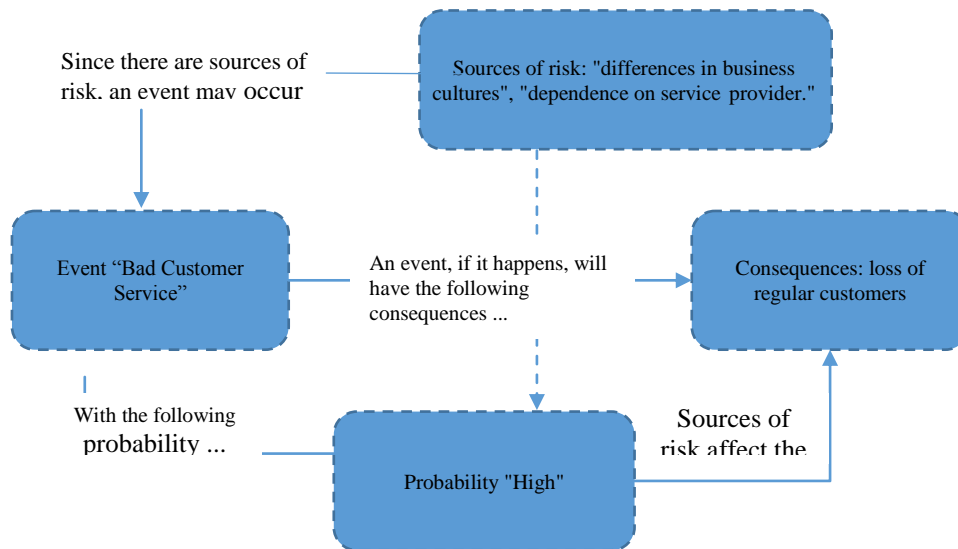 Since there are sources of
risk, an event may occur
Sources of risk: "differences in business
cultures", "dependence on service provider."
Event “Bad Customer
Service”
An event, if it happens, will
have the following
consequences ...
Consequences: loss of
regular customers
With the following
probability ...
Probability "High"
Sources of
risk affect the